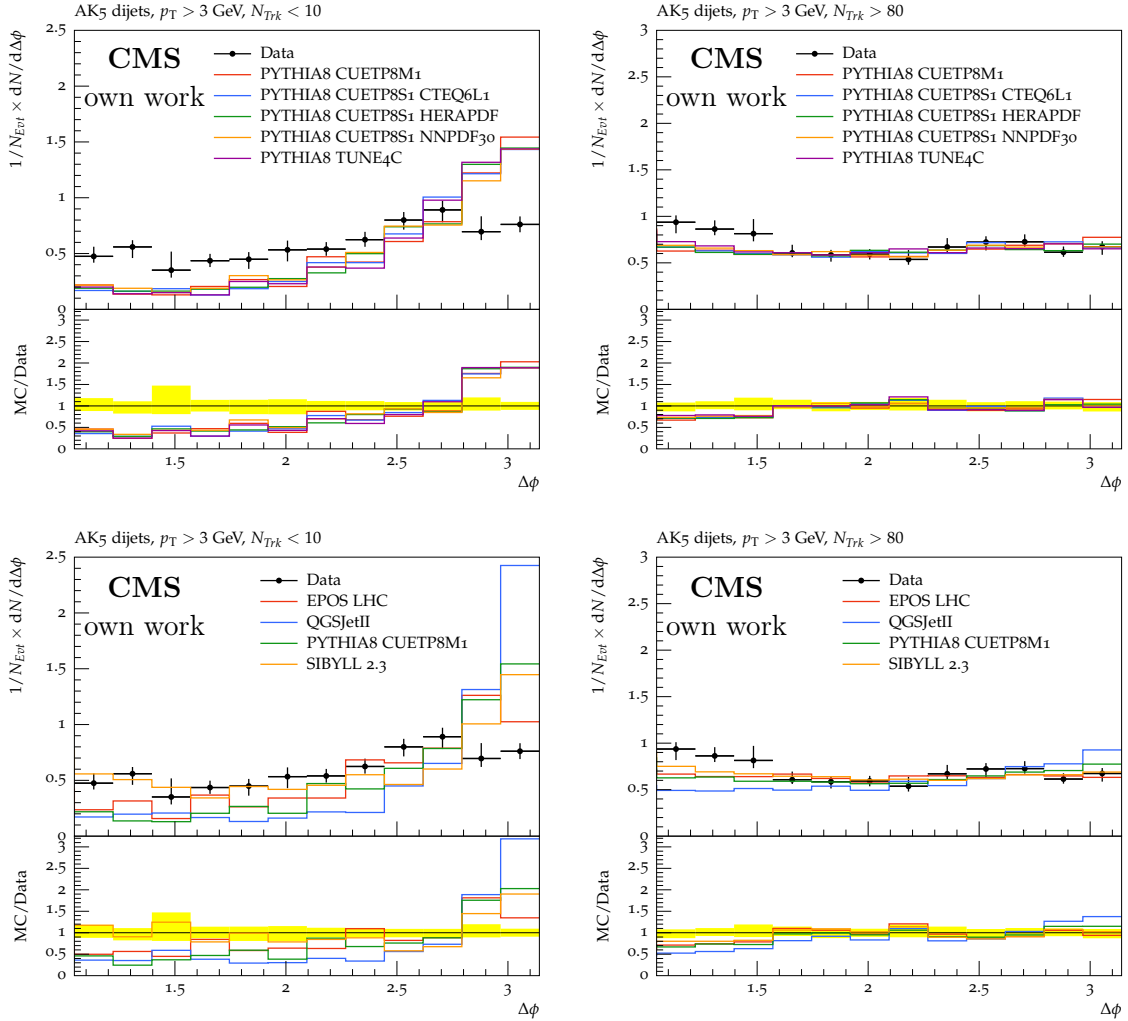 AK5 dijets, pT > 3 GeV, NTrk < 10
CMS
own work
Data
PYTHIA8 CUETP8M1
PYTHIA8 CUETP8S1 CTEQ6L1
PYTHIA8 CUETP8S1 HERAPDF
PYTHIA8 CUETP8S1 NNPDF30
PYTHIA8 TUNE4C
1/NEvt × dN/dΔϕ
0
0.5
1
1.5
2
2.5
MC/Data
0
0.5
1
1.5
2
2.5
3
1.5 2 2.5 3
Δϕ
AK5 dijets, pT > 3 GeV, NTrk > 80
CMS
own work
Data
PYTHIA8 CUETP8M1
PYTHIA8 CUETP8S1 CTEQ6L1
PYTHIA8 CUETP8S1 HERAPDF
PYTHIA8 CUETP8S1 NNPDF30
PYTHIA8 TUNE4C
1/NEvt × dN/dΔϕ
0
0.5
1
1.5
2
2.5
3
MC/Data
0
0.5
1
1.5
2
2.5
3
1.5 2 2.5 3
Δϕ
AK5 dijets, pT > 3 GeV, NTrk < 10
CMS
own work
Data
EPOS LHC
QGSJetII
PYTHIA8 CUETP8M1
SIBYLL 2.3
1/NEvt × dN/dΔϕ
0
0.5
1
1.5
2
2.5
MC/Data
0
0.5
1
1.5
2
2.5
3
1.5 2 2.5 3
Δϕ
AK5 dijets, pT > 3 GeV, NTrk > 80
CMS
own work
Data
EPOS LHC
QGSJetII
PYTHIA8 CUETP8M1
SIBYLL 2.3
1/NEvt × dN/dΔϕ
0
0.5
1
1.5
2
2.5
3
MC/Data
0
0.5
1
1.5
2
2.5
3
1.5 2 2.5 3
Δϕ